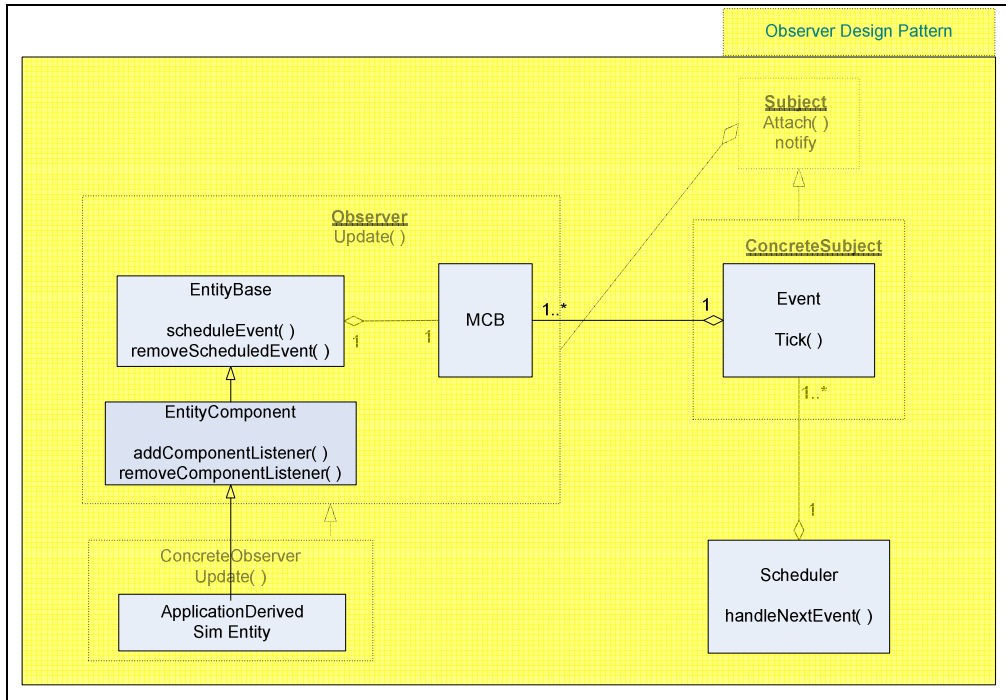 Observer Design Pattern
Subject
Attach( )
notify
Observer
Update( )
ConcreteSubject
EntityBase
scheduleEvent( )
removeScheduledEvent( )
1
1
MCB
1..*
1
Event
Tick( )
1..*
EntityComponent
addComponentListener( )
removeComponentListener( )
1
ConcreteObserver
Update( )
ApplicationDerived
Sim Entity
Scheduler
handleNextEvent( )